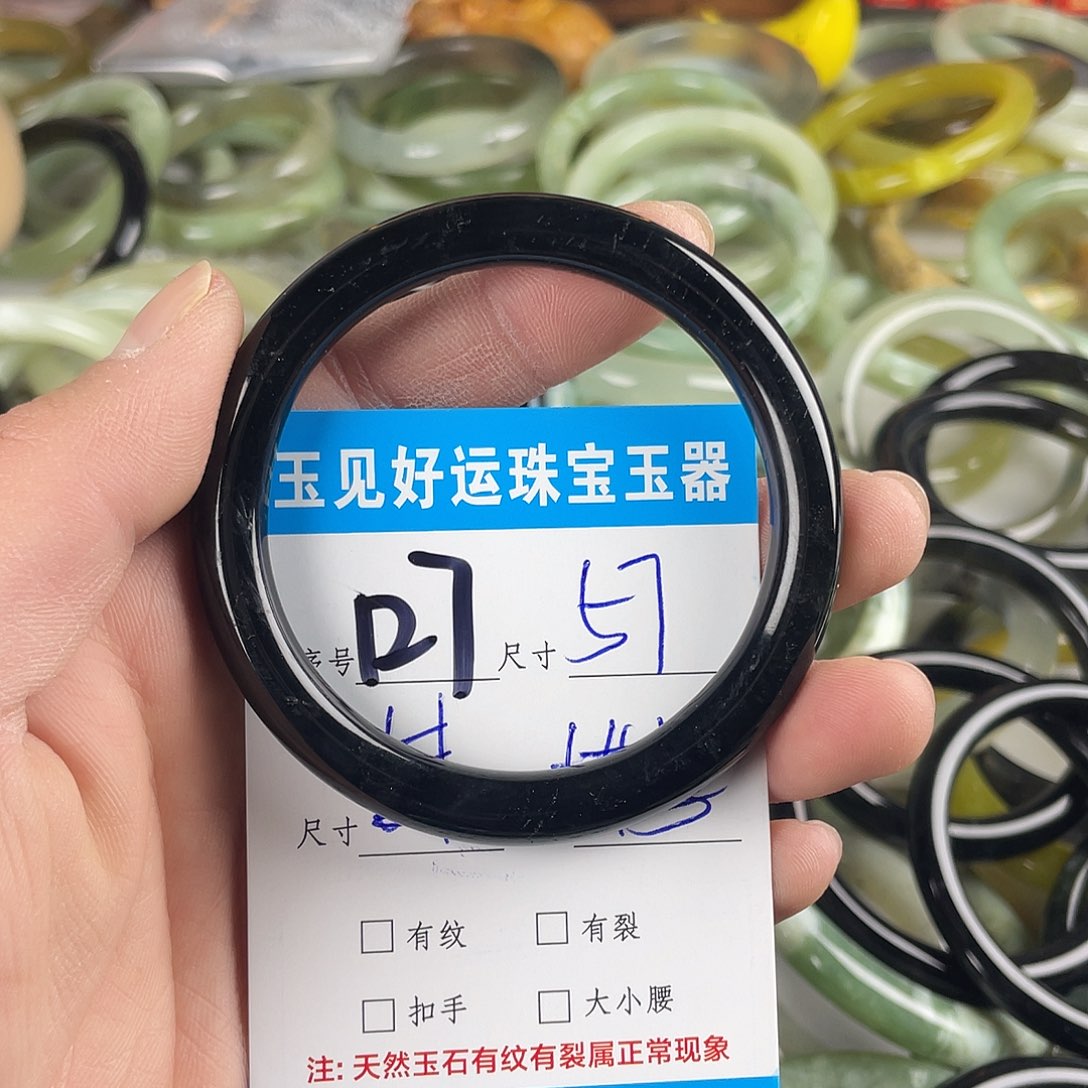 玉见好运珠宝玉器
序号 尺寸 57
尺寸
有纹 有裂
扣手 大小腰
注: 天然玉石有纹有裂属正常现象